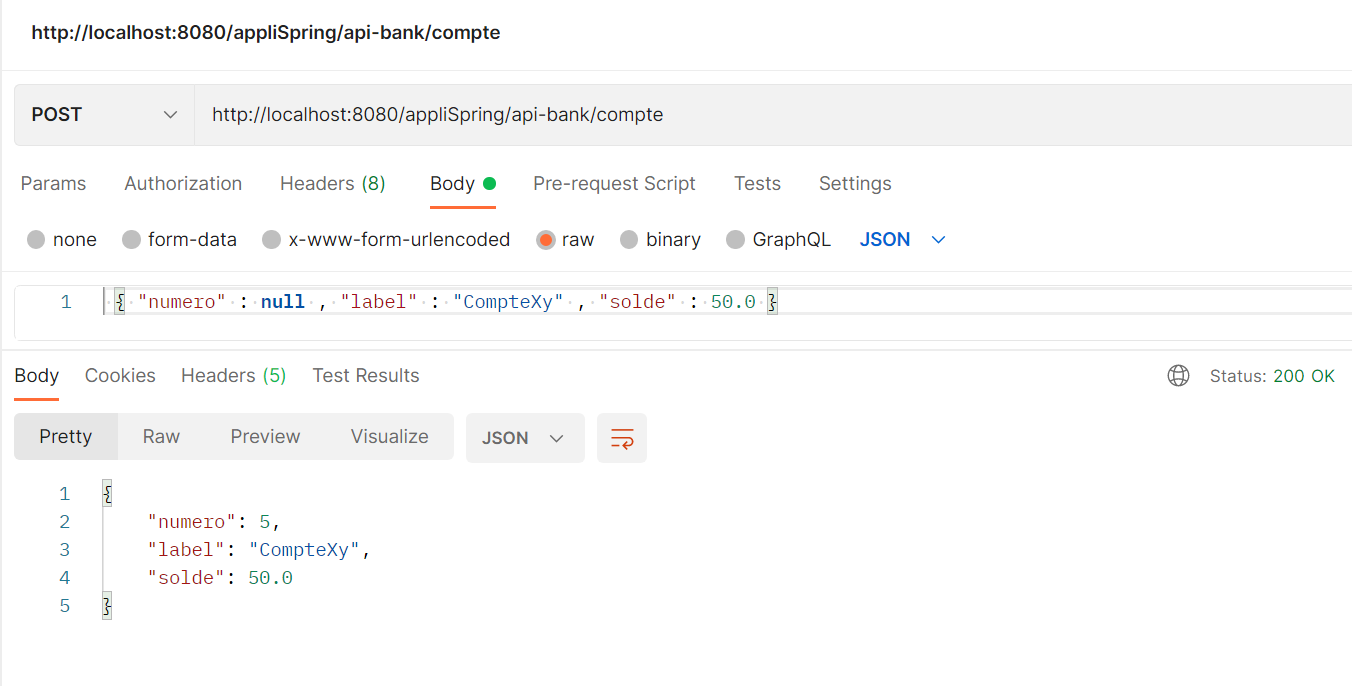 http://localhost:8080/appliSpring/api-bank/compte
POST http://localhost:8080/appliSpring/api-bank/compte
Params Authorization Headers (8) Body Pre-request Script Tests Settings
none form-data x-www-form-urlencoded raw binary GraphQL JSON
1 { "numero" : null , "label" : "CompteXy" , "solde" : 50.0 }
Body Cookies Headers (5) Test Results Status: 200 OK
Pretty Raw Preview Visualize JSON
1 {
2 "numero": 5,
3 "label": "CompteXy",
4 "solde": 50.0
5 }